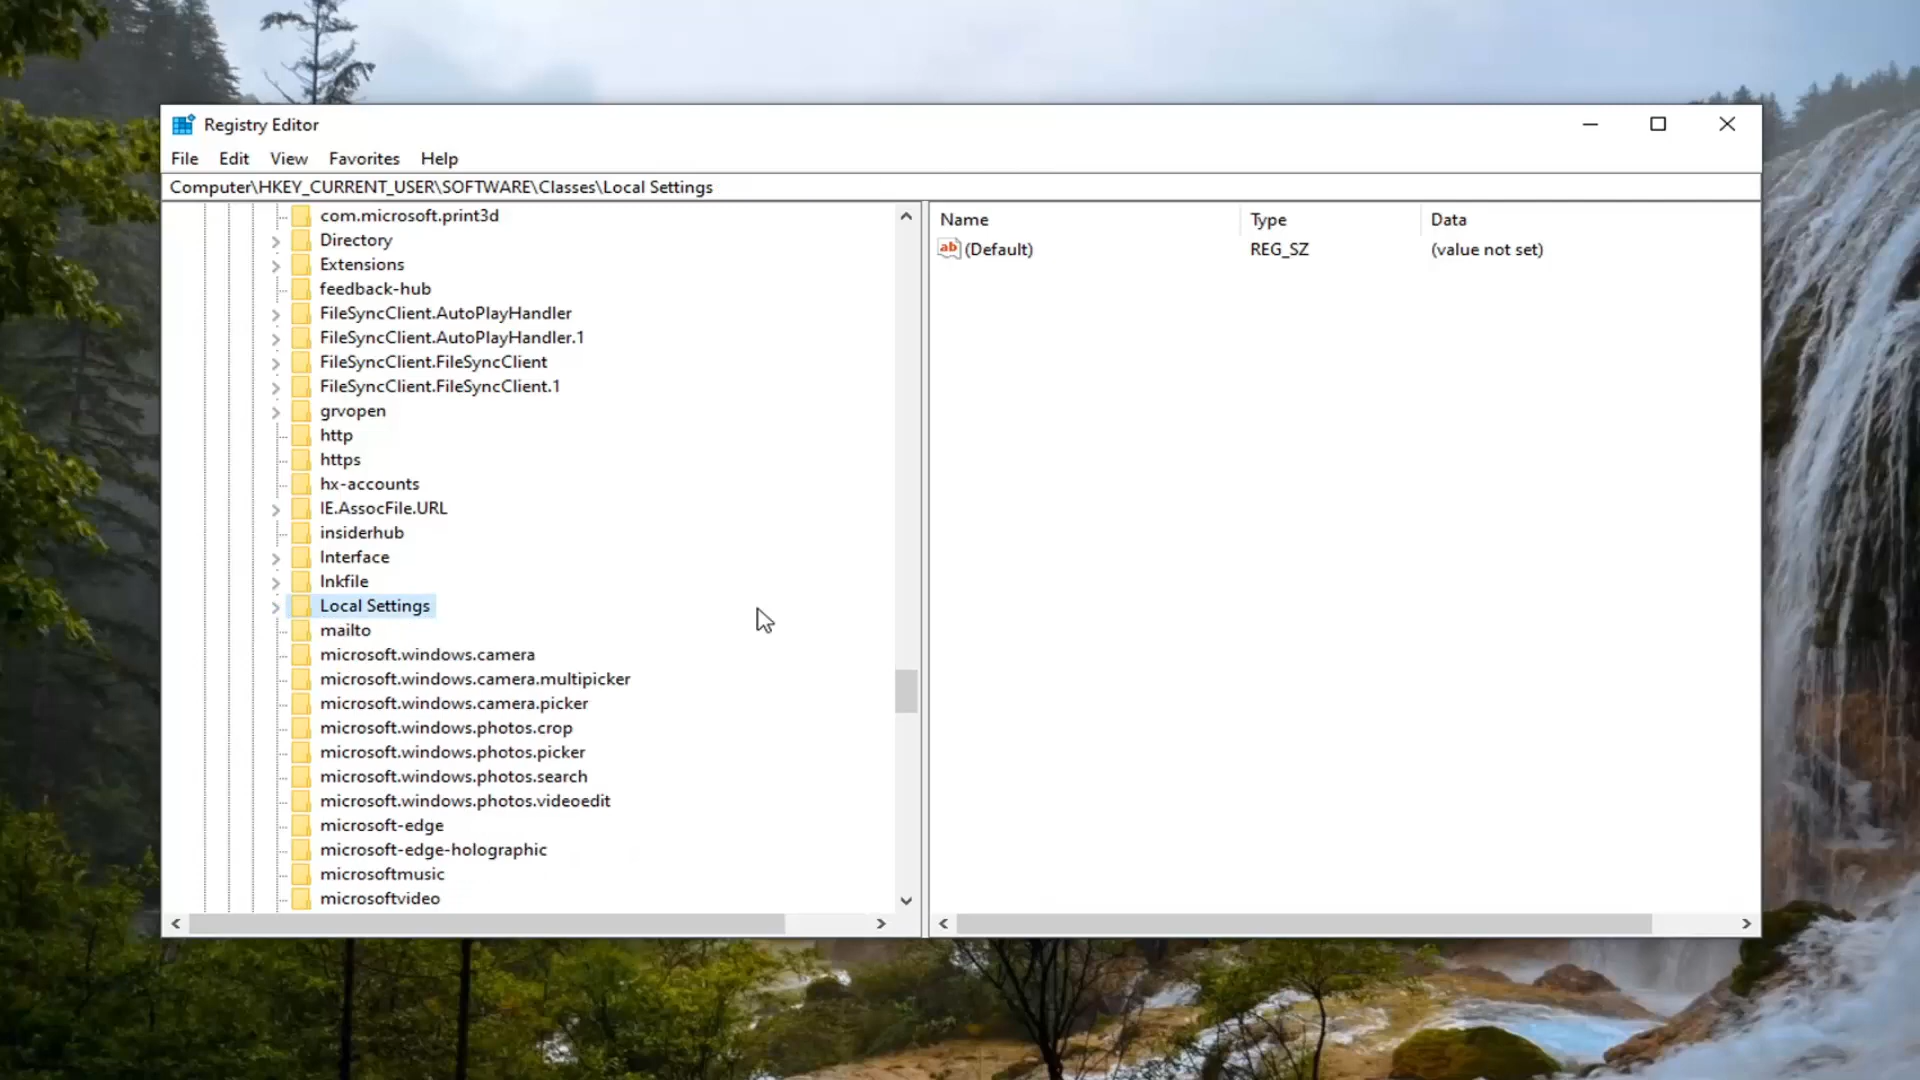 Registry Editor
File Edit View Favorites Help
Computer\HKEY_CURRENT_USER\SOFTWARE\Classes\Local Settings
com.microsoft.print3d
Directory
Extensions
feedback-hub
FileSyncClient.AutoPlayHandler
FileSyncClient.AutoPlayHandler.1
FileSyncClient.FileSyncClient
FileSyncClient.FileSyncClient.1
grvopen
http
https
hx-accounts
IE.AssocFile.URL
insiderhub
Interface
lnkfile
Local Settings
mailto
microsoft.windows.camera
microsoft.windows.camera.multipicker
microsoft.windows.camera.picker
microsoft.windows.photos.crop
microsoft.windows.photos.picker
microsoft.windows.photos.search
microsoft.windows.photos.videoedit
microsoft-edge
microsoft-edge-holographic
microsoftmusic
microsoftvideo
Name Type Data
ab (Default) REG_SZ (value not set)